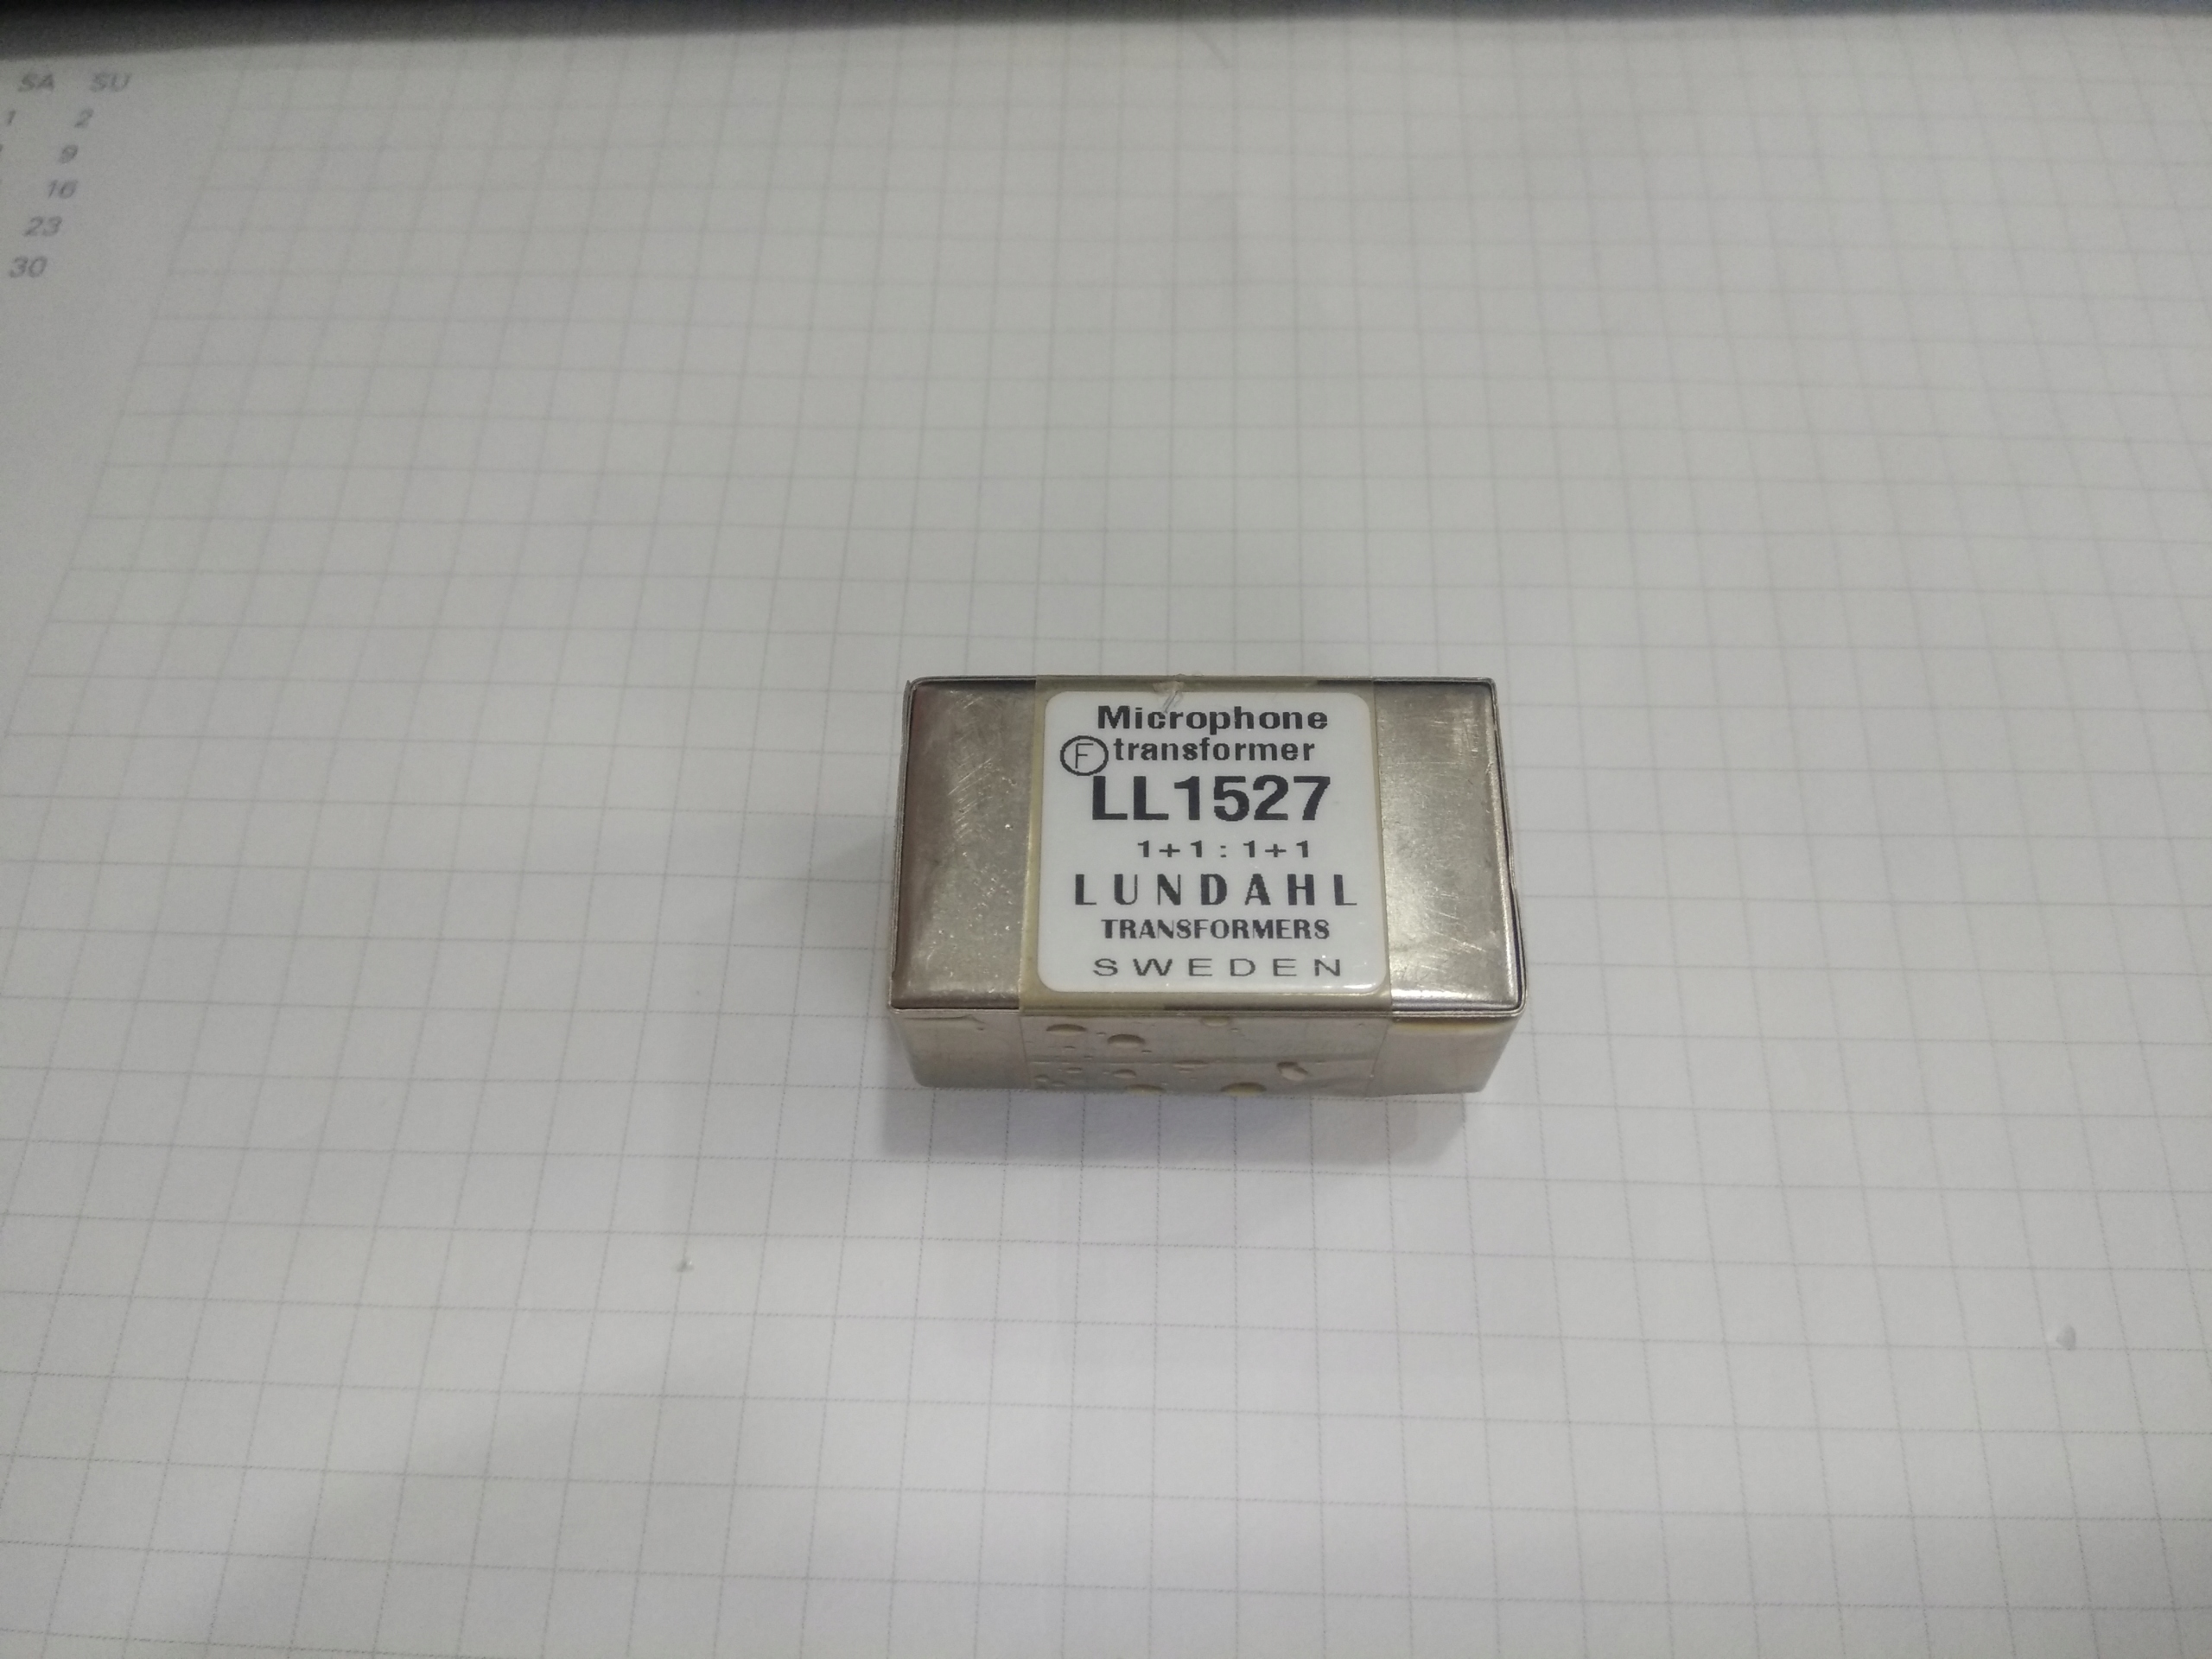 SA SU
1 2
9
16
23
30
Microphone
Ⓕ transformer
LL1527
1+1 : 1+1
LUNDAHL
TRANSFORMERS
SWEDEN